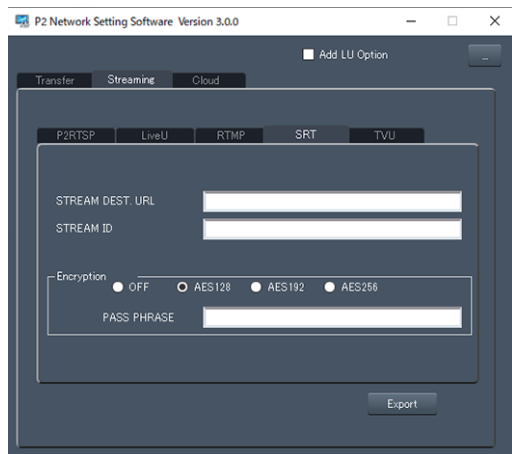 P2 Network Setting Software Version 3.0.0
Add LU Option
Transfer Streaming Cloud
P2RTSP LiveU RTMP SRT TVU
STREAM DEST. URL
STREAM ID
Encryption
OFF AES128 AES192 AES256
PASS PHRASE
Export